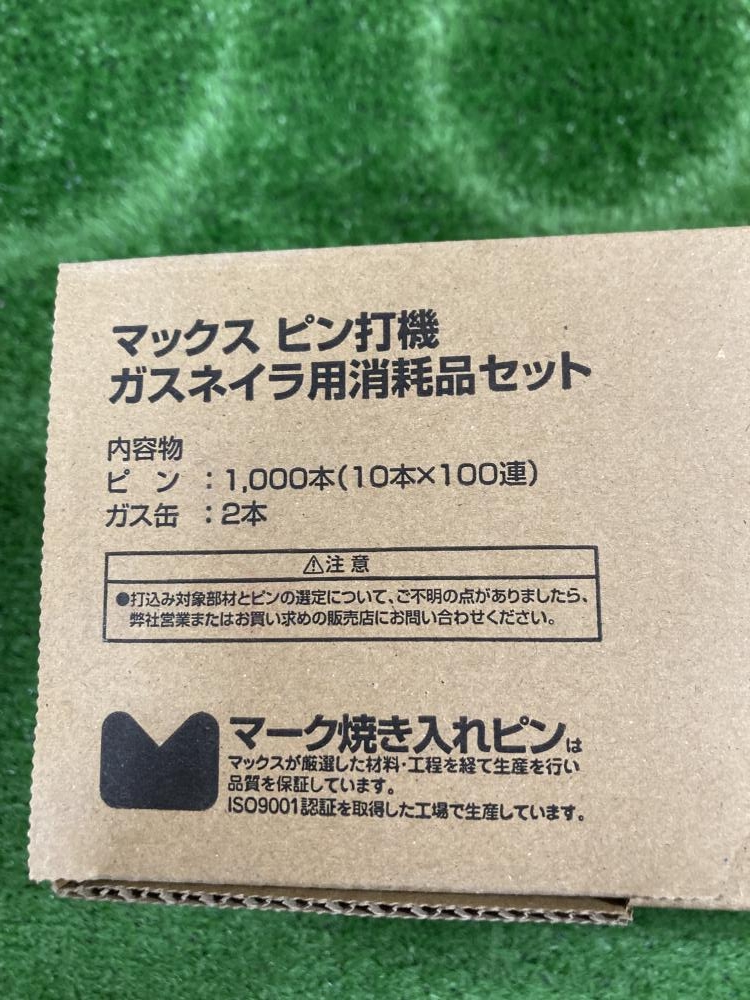 マックス ピン打機
ガスネイラ用消耗品セット
内容物
ピン：1,000本(10本×100連)
ガス缶：2本
⚠注意
●打込み対象部材とピンの選定について、ご不明の点がありましたら、
弊社営業またはお買い求めの販売店にお問い合わせください。
マーク焼き入れピンは
マックスが厳選した材料・工程を経て生産を行い
品質を保証しています。
ISO9001認証を取得した工場で生産しています。